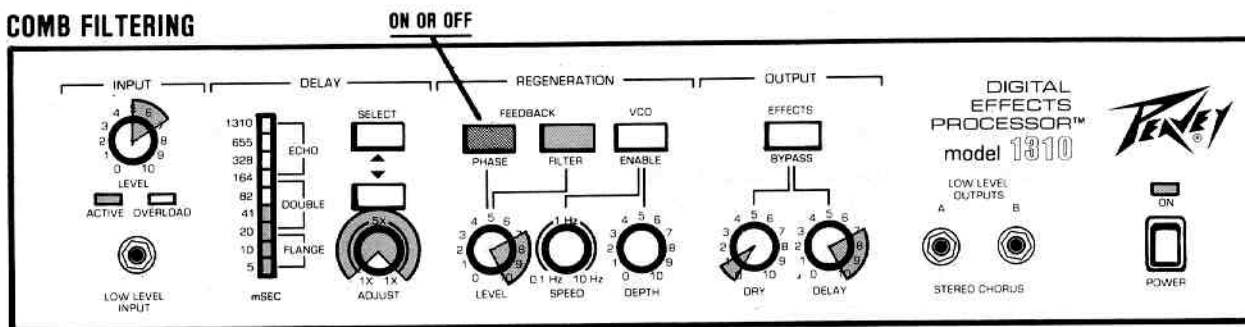 COMB FILTERING
ON OR OFF
INPUT
0 1 2 3 4 5 6 7 8 9 10
LEVEL
ACTIVE OVERLOAD
LOW LEVEL
INPUT
DELAY
1310
655
328
164
82
41
20
10
5
mSEC
ECHO
DOUBLE
FLANGE
SELECT
.5X
1X 1X
ADJUST
REGENERATION
FEEDBACK
PHASE FILTER
VCO
ENABLE
0 1 2 3 4 5 6 7 8 9 10
LEVEL
1 Hz
0.1 Hz 10 Hz
SPEED
0 1 2 3 4 5 6 7 8 9 10
DEPTH
OUTPUT
EFFECTS
BYPASS
0 1 2 3 4 5 6 7 8 9 10
DRY
0 1 2 3 4 5 6 7 8 9 10
DELAY
DIGITAL
EFFECTS
PROCESSOR™
model 1310
LOW LEVEL
OUTPUTS
A B
STEREO CHORUS
PEAVEY®
ON
POWER